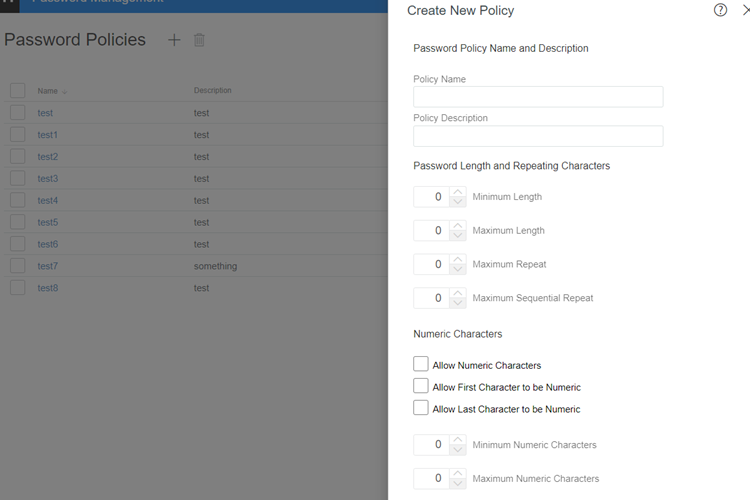 Password Management
Password Policies
Name
Description
test
test
test1
test
test2
test
test3
test
test4
test
test5
test
test6
test
test7
something
test8
test
Create New Policy
Password Policy Name and Description
Policy Name
Policy Description
Password Length and Repeating Characters
0 Minimum Length
0 Maximum Length
0 Maximum Repeat
0 Maximum Sequential Repeat
Numeric Characters
Allow Numeric Characters
Allow First Character to be Numeric
Allow Last Character to be Numeric
0 Minimum Numeric Characters
0 Maximum Numeric Characters